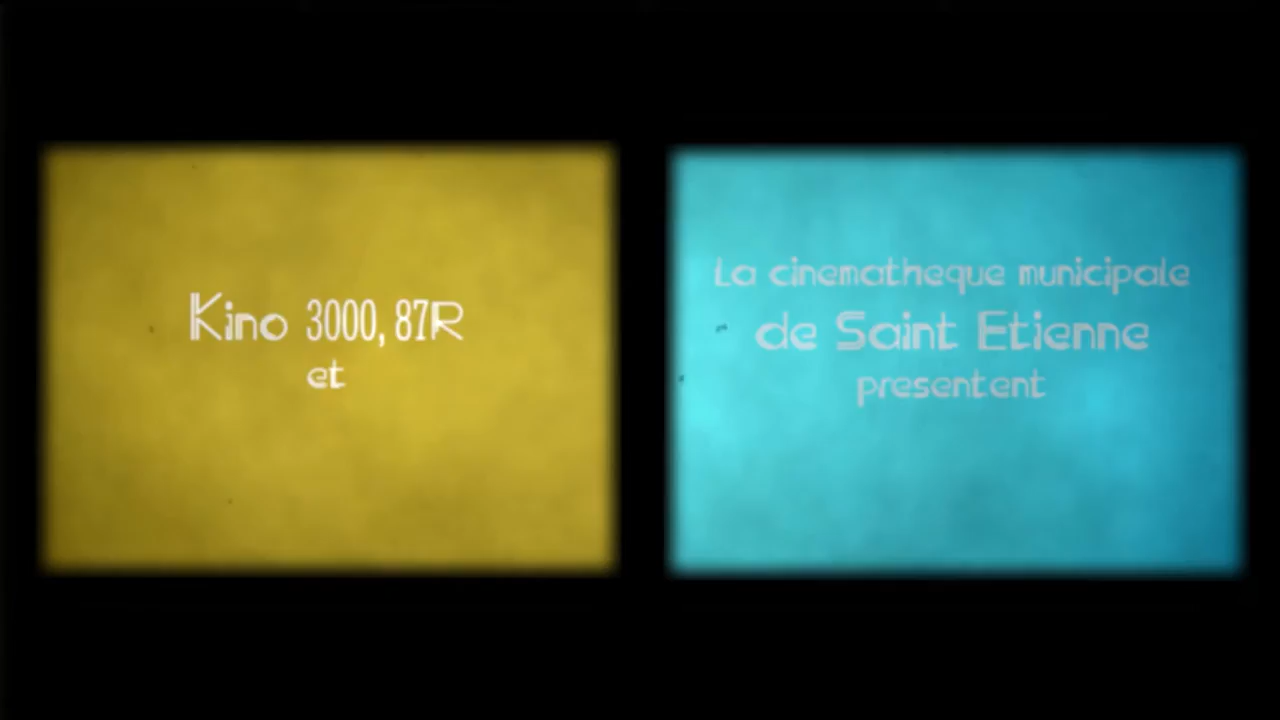 Kino 3000, 87R
et
La cinematheque municipale
de Saint Etienne
presentent